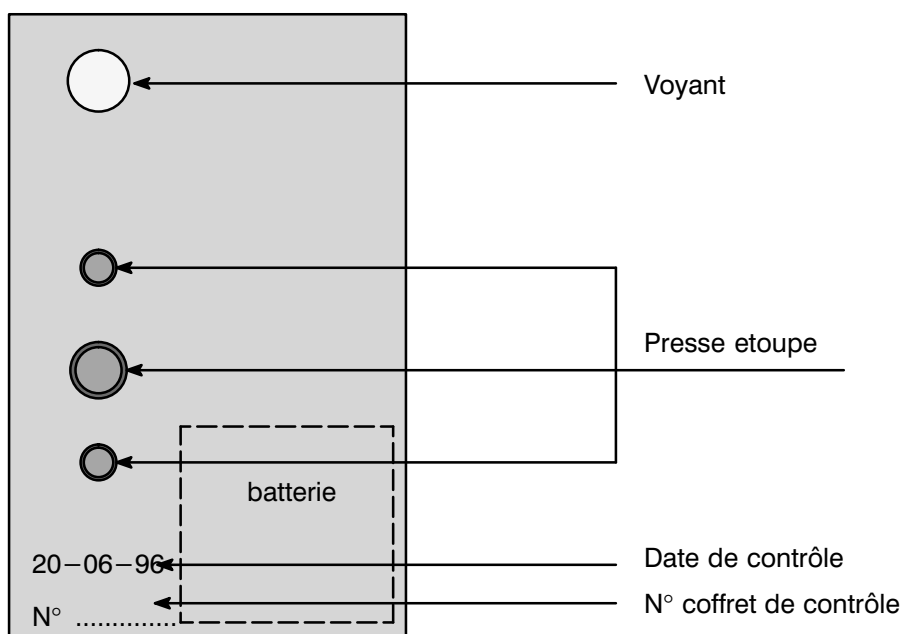 Voyant
Presse etoupe
batterie
20−06−96
Date de contrôle
N° coffret de contrôle
N° ..............